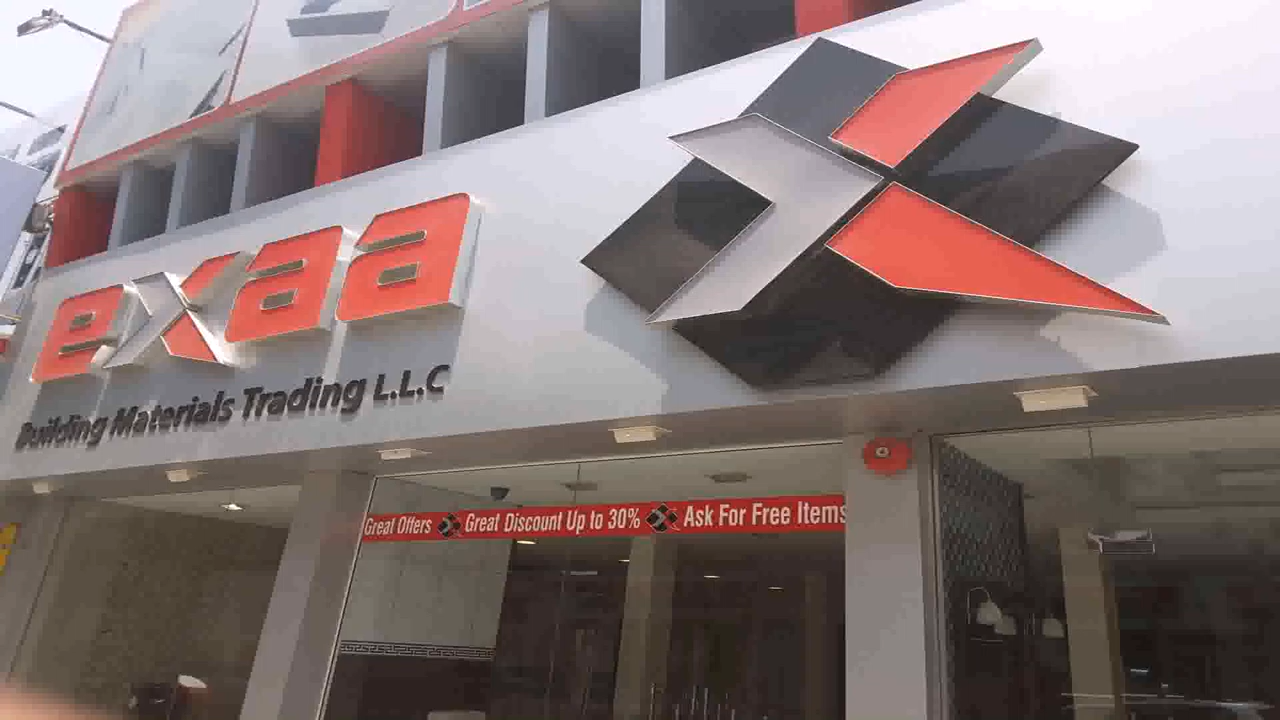 exaa
Building Materials Trading L.L.C
Great Offers Great Discount Up to 30% Ask For Free Items